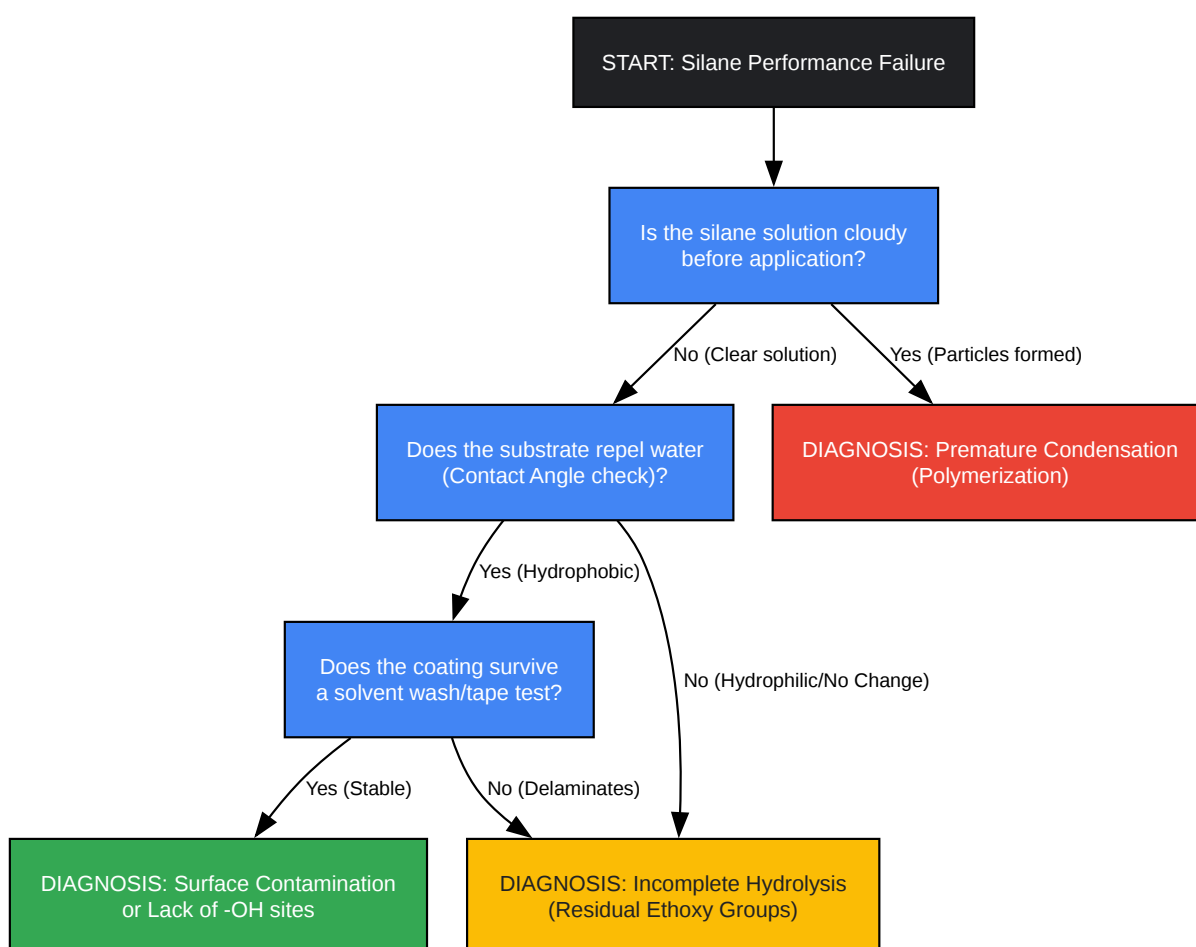 START: Silane Performance Failure
Is the silane solution cloudy
before application?
No (Clear solution)
Yes (Particles formed)
Does the substrate repel water
(Contact Angle check)?
DIAGNOSIS: Premature Condensation
(Polymerization)
Yes (Hydrophobic)
Does the coating survive
a solvent wash/tape test?
No (Hydrophilic/No Change)
Yes (Stable)
No (Delaminates)
DIAGNOSIS: Surface Contamination
or Lack of -OH sites
DIAGNOSIS: Incomplete Hydrolysis
(Residual Ethoxy Groups)